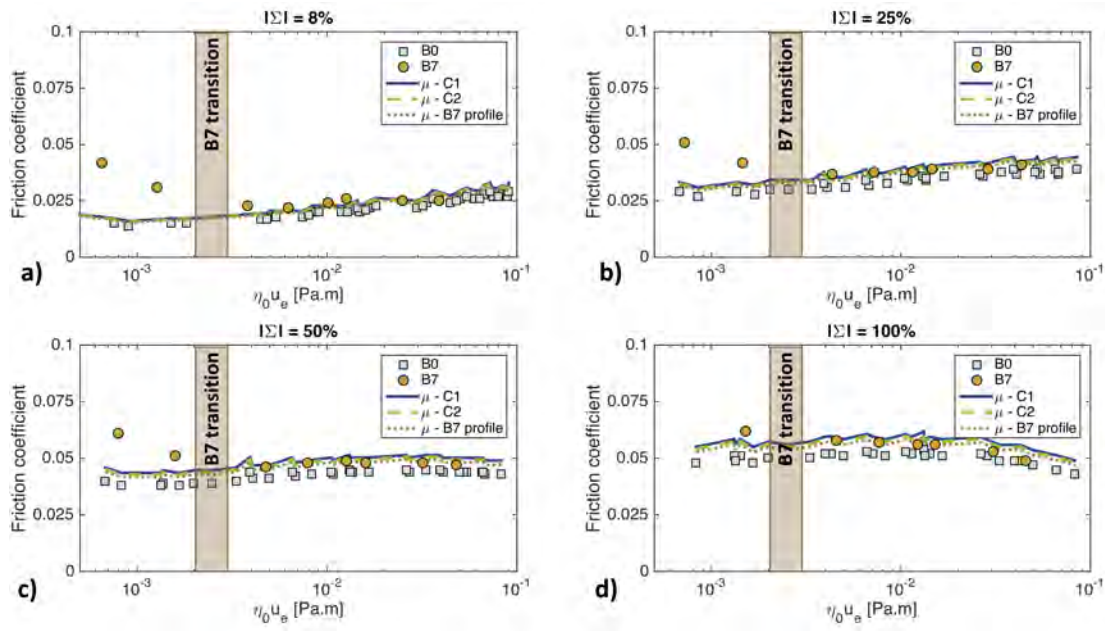 |Σ| = 8%
0.1
0.075
0.05
0.025
0
Friction coefficient
B7 transition
B0
B7
μ - C1
μ - C2
μ - B7 profile
10⁻³
10⁻²
10⁻¹
η₀uₑ [Pa.m]
a)
|Σ| = 25%
0.1
0.075
0.05
0.025
0
Friction coefficient
B7 transition
B0
B7
μ - C1
μ - C2
μ - B7 profile
10⁻³
10⁻²
10⁻¹
η₀uₑ [Pa.m]
b)
|Σ| = 50%
0.1
0.075
0.05
0.025
0
Friction coefficient
B7 transition
B0
B7
μ - C1
μ - C2
μ - B7 profile
10⁻³
10⁻²
10⁻¹
η₀uₑ [Pa.m]
c)
|Σ| = 100%
0.1
0.075
0.05
0.025
0
Friction coefficient
B7 transition
B0
B7
μ - C1
μ - C2
μ - B7 profile
10⁻³
10⁻²
10⁻¹
η₀uₑ [Pa.m]
d)